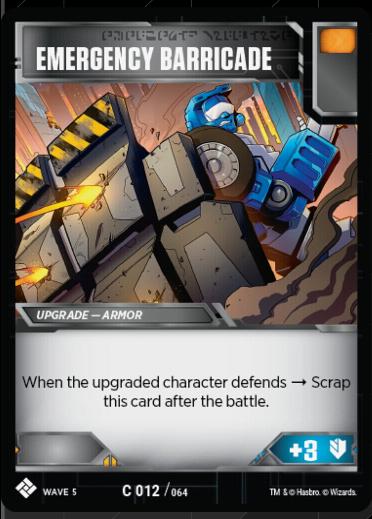 EMERGENCY BARRICADE
UPGRADE — ARMOR
When the upgraded character defends → Scrap
this card after the battle.
+3
WAVE 5 C 012 / 064 TM & © Hasbro. © Wizards.